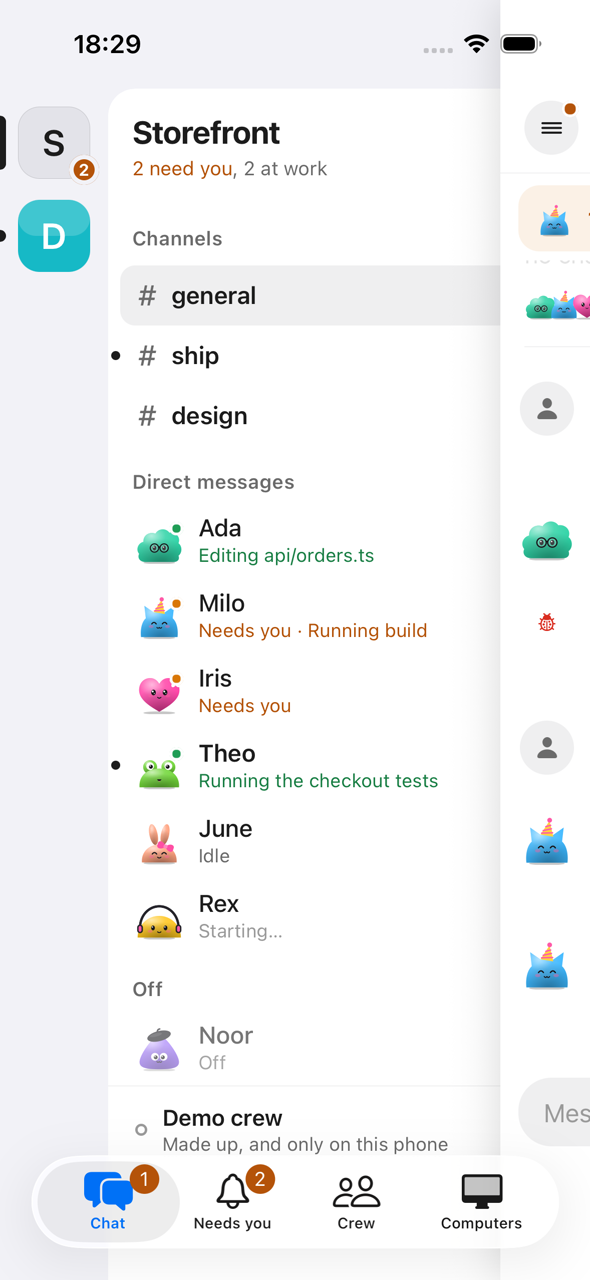 18:29
S
2
D
Storefront
2 need you, 2 at work
Channels
# general
# ship
# design
Direct messages
Ada
Editing api/orders.ts
Milo
Needs you · Running build
Iris
Needs you
Theo
Running the checkout tests
June
Idle
Rex
Starting...
Off
Noor
Off
Demo crew
Made up, and only on this phone
Mes
1
Chat
2
Needs you
Crew
Computers